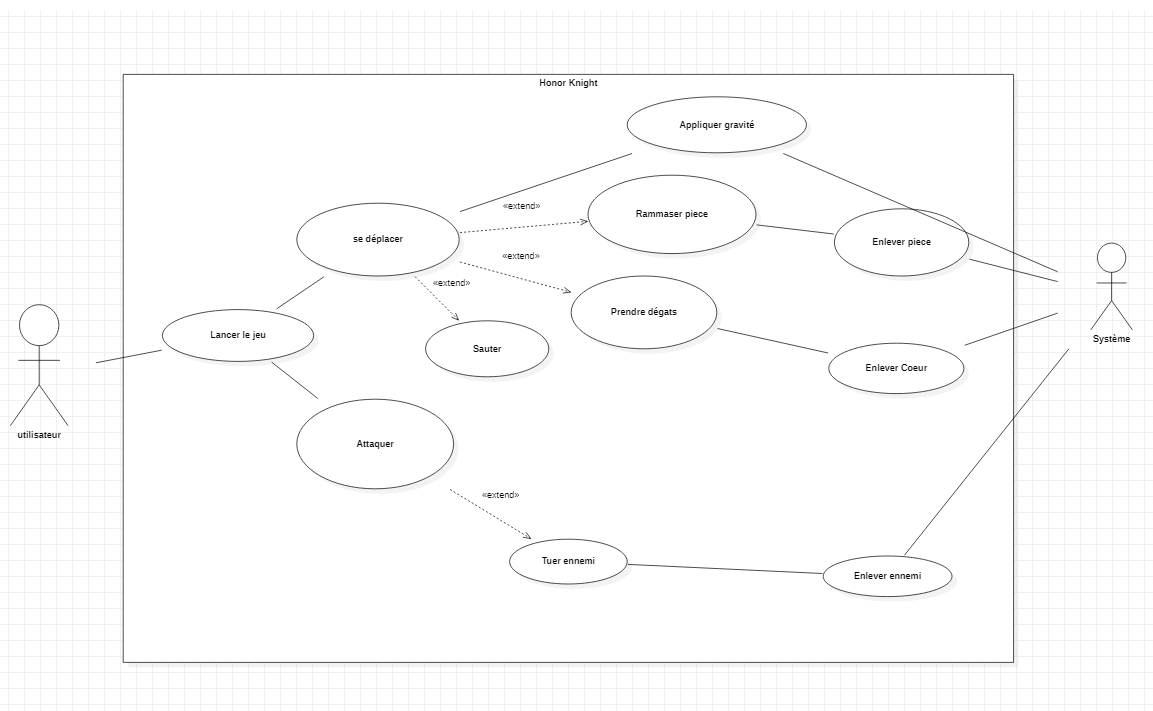 Honor Knight
Appliquer gravité
«extend»
Rammaser piece
se déplacer
Enlever piece
«extend»
«extend»
Prendre dégats
Lancer le jeu
Système
Sauter
Enlever Coeur
utilisateur
Attaquer
«extend»
Tuer ennemi
Enlever ennemi